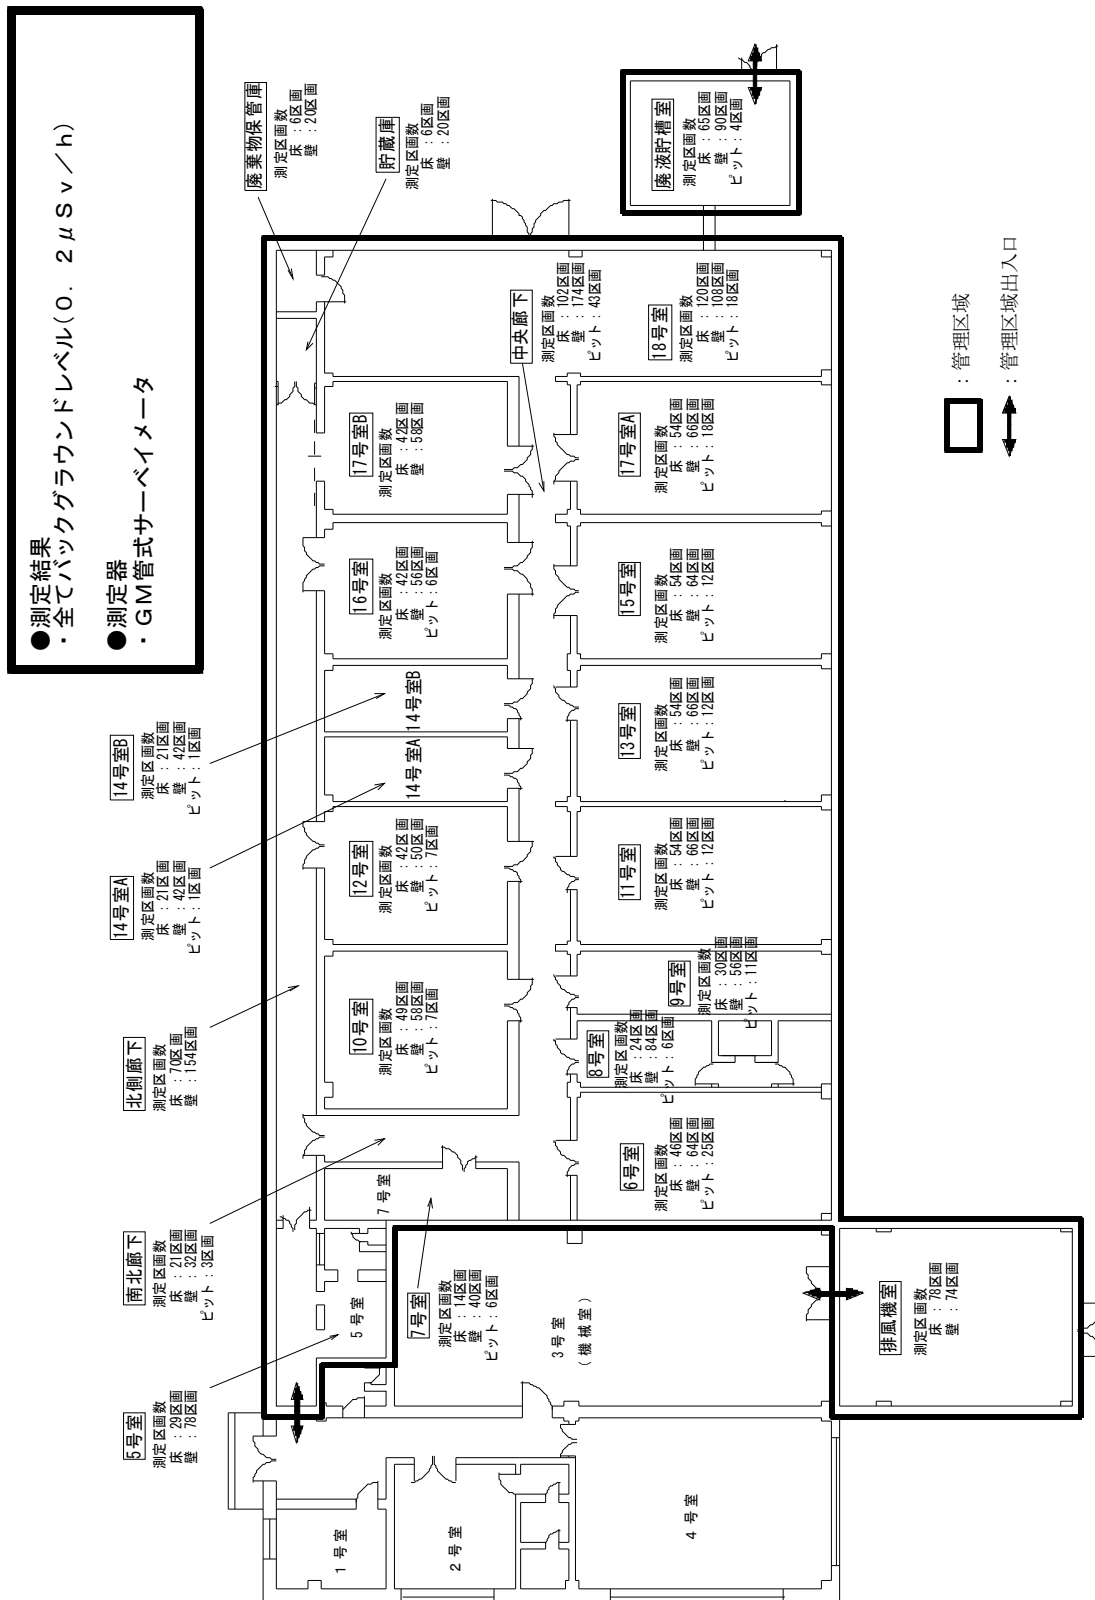 ●測定結果
・全てバックグラウンドレベル(0．2μSv／h)
●測定器
・GM管式サーベイメータ
廃棄物保管庫
測定区画数
床：6区画
壁：20区画
貯蔵庫
測定区画数
床：6区画
壁：20区画
廃液貯槽室
測定区画数
床：65区画
壁：90区画
ピット：4区画
中央廊下
測定区画数
床：102区画
壁：174区画
ピット：43区画
18号室
測定区画数
床：120区画
壁：108区画
ピット：18区画
17号室B
測定区画数
床：42区画
壁：58区画
17号室A
測定区画数
床：54区画
壁：66区画
ピット：18区画
16号室
測定区画数
床：42区画
壁：56区画
ピット：6区画
15号室
測定区画数
床：54区画
壁：64区画
ピット：12区画
14号室B
測定区画数
床：21区画
壁：42区画
ピット：1区画
14号室B
14号室A
測定区画数
床：21区画
壁：42区画
ピット：1区画
14号室A
13号室
測定区画数
床：54区画
壁：66区画
ピット：12区画
12号室
測定区画数
床：42区画
壁：50区画
ピット：7区画
11号室
測定区画数
床：54区画
壁：66区画
ピット：12区画
北側廊下
測定区画数
床：70区画
壁：154区画
10号室
測定区画数
床：49区画
壁：58区画
ピット：7区画
9号室
測定区画数
床：30区画
壁：56区画
ピット：11区画
8号室
測定区画数
床：24区画
壁：84区画
ピット：6区画
南北廊下
測定区画数
床：21区画
壁：32区画
ピット：3区画
7号室
6号室
測定区画数
床：46区画
壁：64区画
ピット：25区画
7号室
測定区画数
床：14区画
壁：40区画
ピット：6区画
5号室
測定区画数
床：29区画
壁：78区画
5号室
3号室
(機械室)
排風機室
測定区画数
床：78区画
壁：74区画
1号室
2号室
4号室
：管理区域
：管理区域出入口